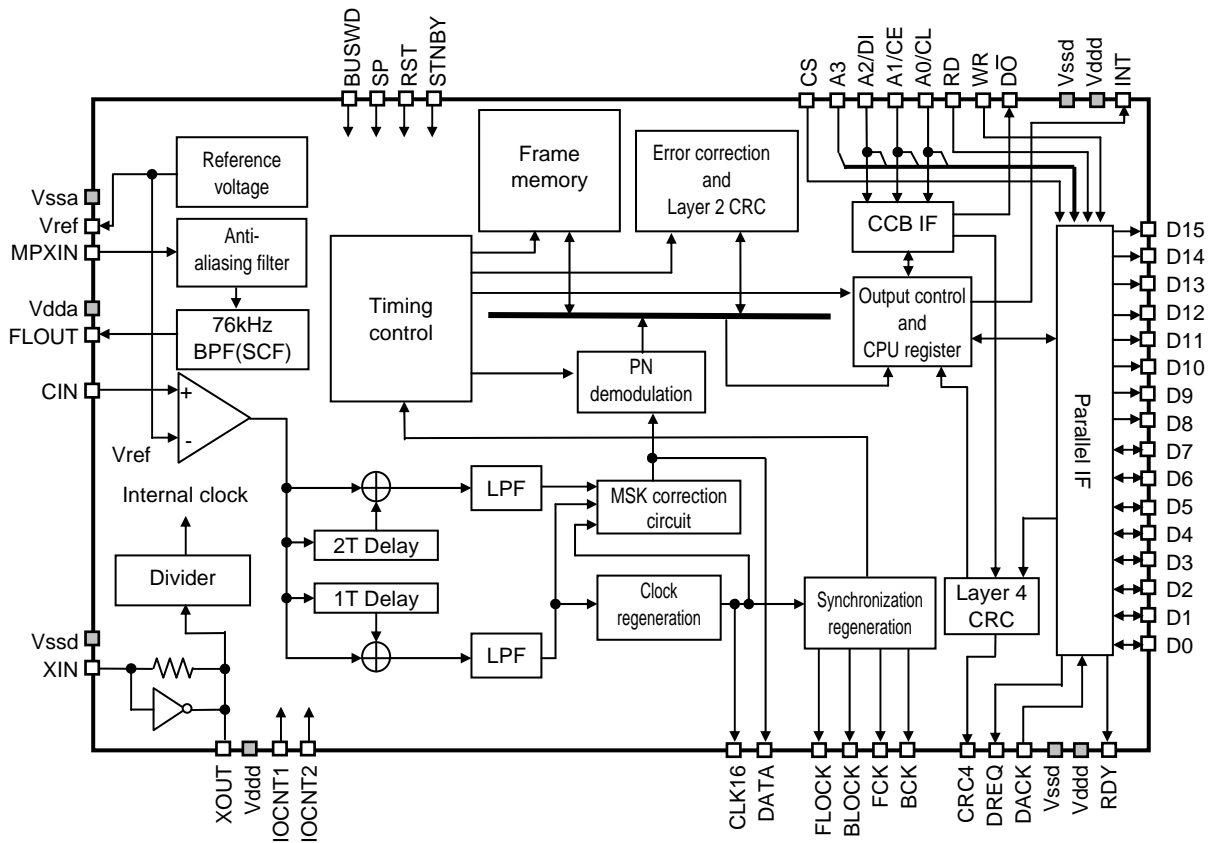 BUSWD
SP
RST
STNBY
CS
A3
A2/DI
A1/CE
A0/CL
RD
WR
DO
Vssd
Vddd
INT
Vssa
Vref
MPXIN
Vdda
FLOUT
CIN
Vssd
XIN
Reference
voltage
Anti-
aliasing filter
76kHz
BPF(SCF)
+
-
Vref
Internal clock
Divider
Timing
control
Frame
memory
Error correction
and
Layer 2 CRC
CCB IF
Output control
and
CPU register
PN
demodulation
LPF
MSK correction
circuit
2T Delay
1T Delay
Clock
regeneration
Synchronization
regeneration
LPF
Layer 4
CRC
Parallel IF
D15
D14
D13
D12
D11
D10
D9
D8
D7
D6
D5
D4
D3
D2
D1
D0
XOUT
Vddd
IOCNT1
IOCNT2
CLK16
DATA
FLOCK
BLOCK
FCK
BCK
CRC4
DREQ
DACK
Vssd
Vddd
RDY